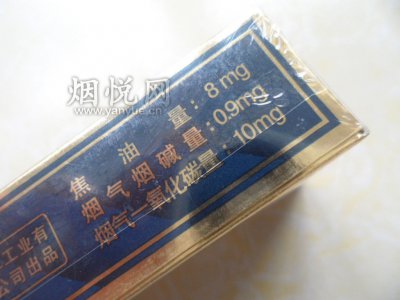 烟悦网
www.yanyue.cn
焦油量：8mg
烟气烟碱量：0.9mg
烟气一氧化碳量：10mg
工业有
公司出品